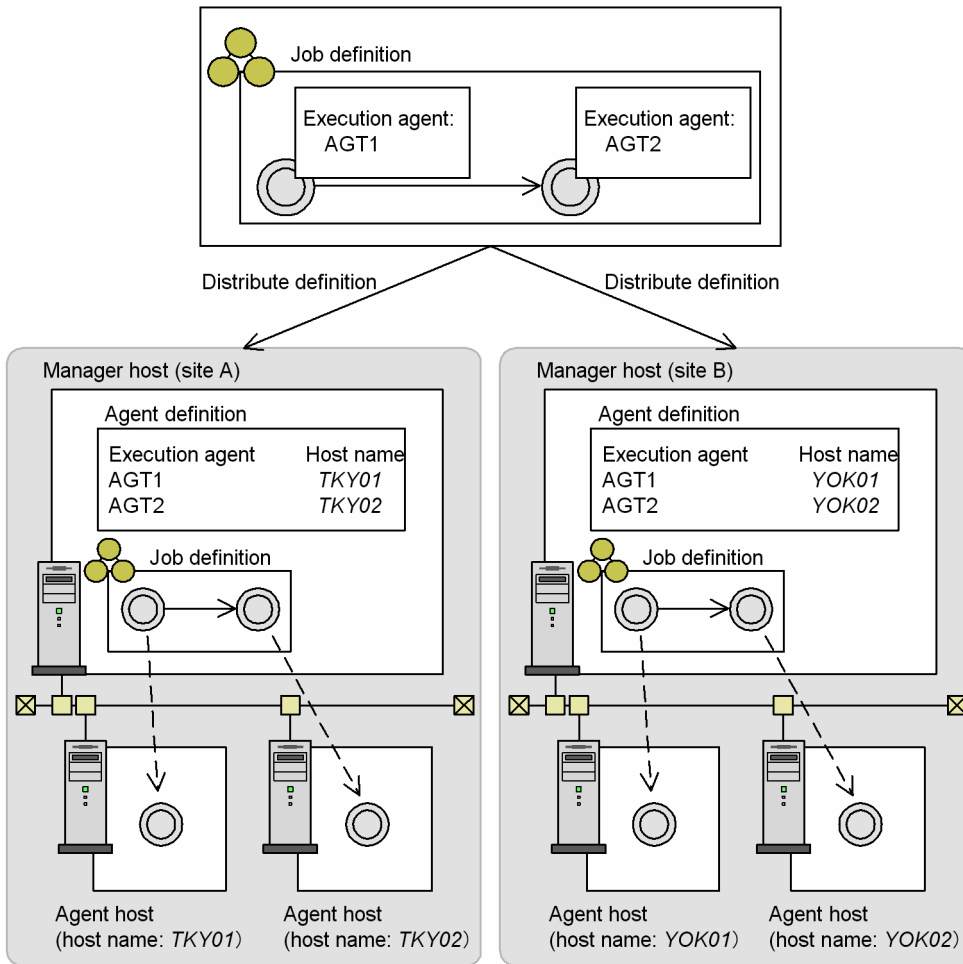 Job definition
Execution agent:
AGT1
Execution agent:
AGT2
Distribute definition
Distribute definition
Manager host (site A)
Agent definition
Execution agent Host name
AGT1 TKY01
AGT2 TKY02
Job definition
Agent host
(host name: TKY01)
Agent host
(host name: TKY02)
Manager host (site B)
Agent definition
Execution agent Host name
AGT1 YOK01
AGT2 YOK02
Job definition
Agent host
(host name: YOK01)
Agent host
(host name: YOK02)